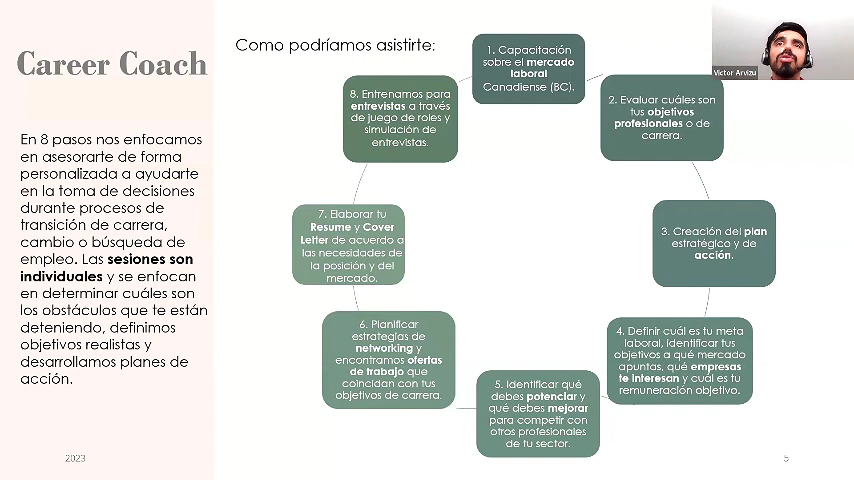 Career Coach
En 8 pasos nos enfocamos
en asesorarte de forma
personalizada a ayudarte
en la toma de decisiones
durante procesos de
transición de carrera,
cambio o búsqueda de
empleo. Las sesiones son
individuales y se enfocan
en determinar cuáles son
los obstáculos que te están
deteniendo, definimos
objetivos realistas y
desarrollamos planes de
acción.
Como podríamos asistirte:
1. Capacitación
sobre el mercado
laboral
Canadiense (BC).
2. Evaluar cuáles son
tus objetivos
profesionales o de
carrera.
3. Creación del plan
estratégico y de
acción.
4. Definir cuál es tu meta
laboral, identificar tus
objetivos a qué mercado
apuntas, qué empresas
te interesan y cuál es tu
remuneración objetivo.
5. Identificar qué
debes potenciar y
qué debes mejorar
para competir con
otros profesionales
de tu sector.
6. Planificar
estrategias de
networking y
encontramos ofertas
de trabajo que
coincidan con tus
objetivos de carrera.
7. Elaborar tu
Resume y Cover
Letter de acuerdo a
las necesidades de
la posición y del
mercado.
8. Entrenamos para
entrevistas a través
de juego de roles y
simulación de
entrevistas.
Victor Arvizu
2023
5